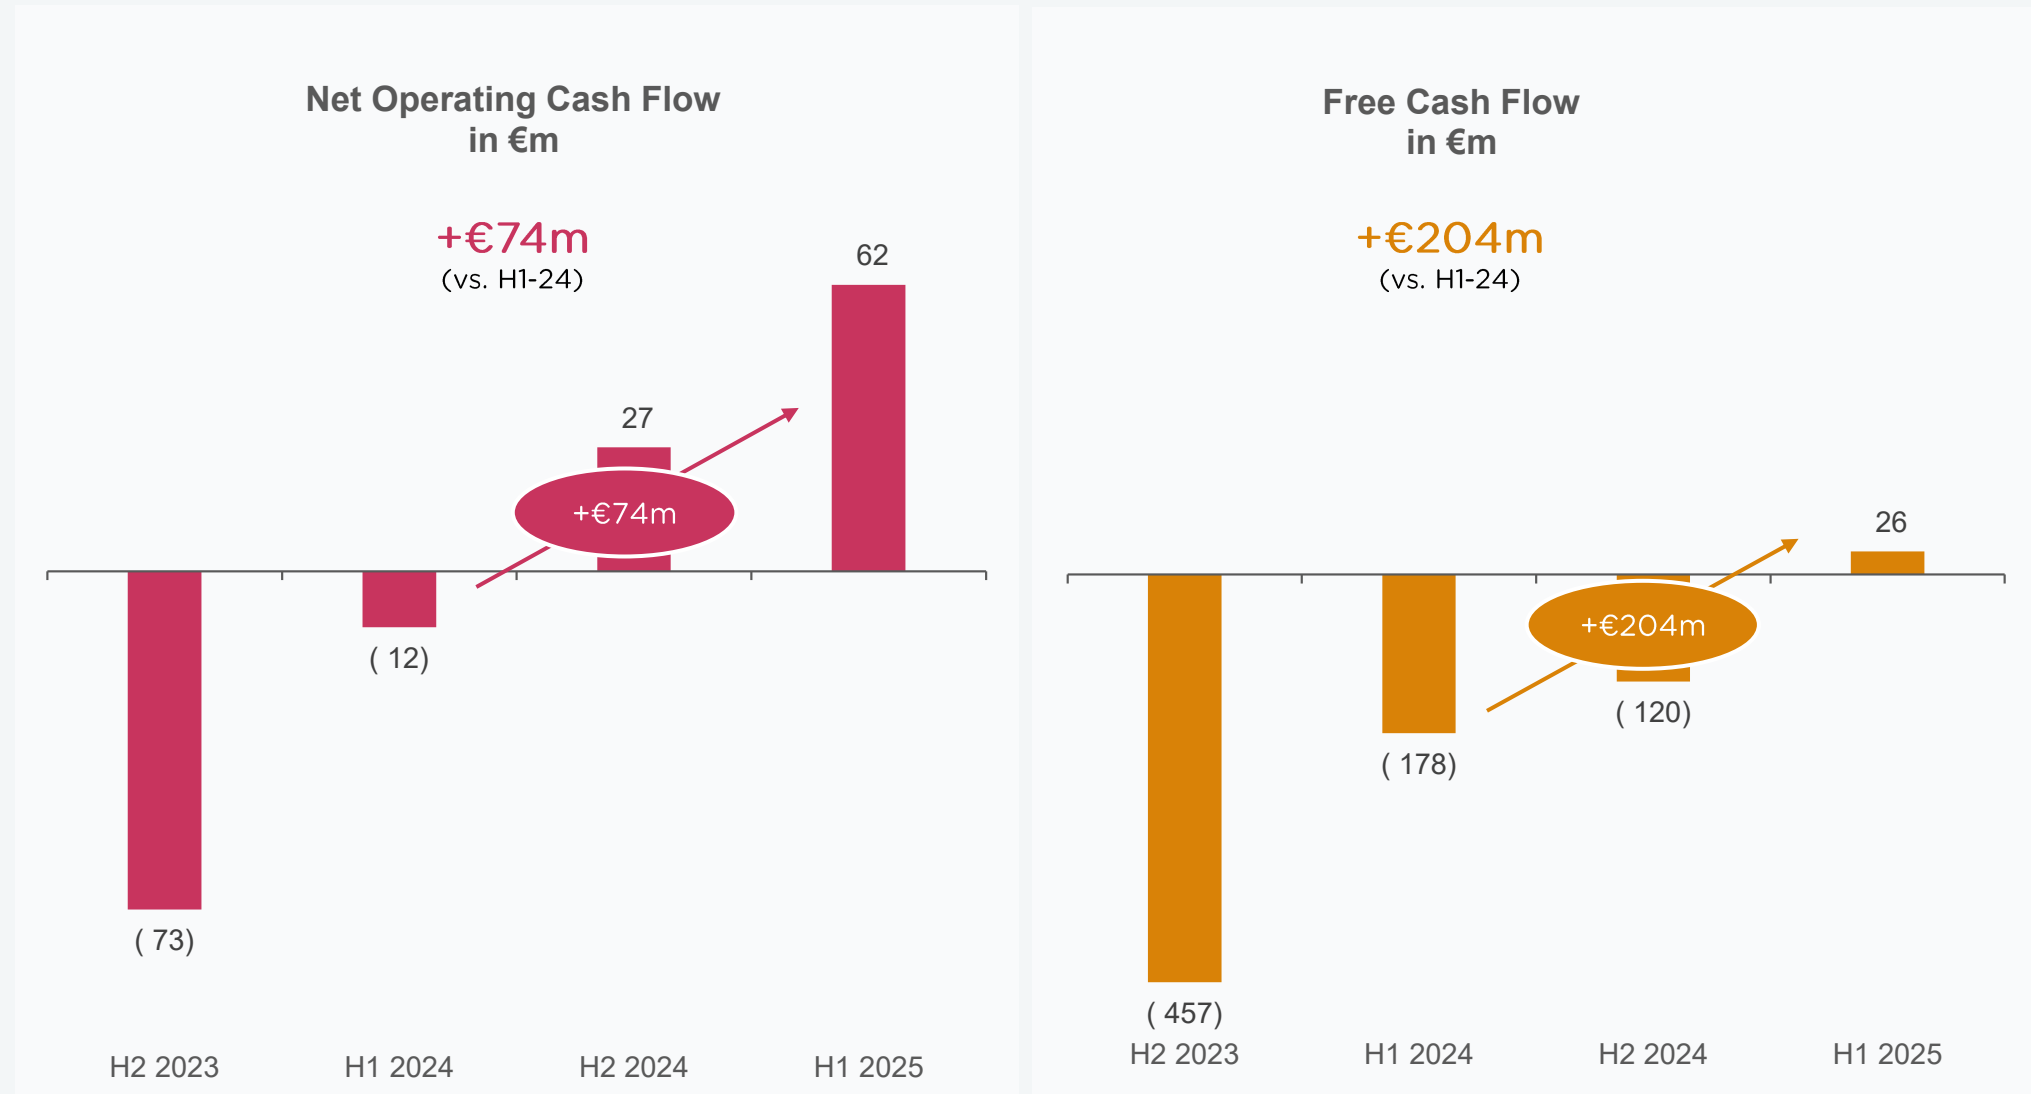 Net Operating Cash Flow
in €m
+€74m
(vs. H1-24)
62
27
+€74m
( 12)
( 73)
H2 2023
H1 2024
H2 2024
H1 2025
Free Cash Flow
in €m
+€204m
(vs. H1-24)
26
+€204m
( 120)
( 178)
( 457)
H2 2023
H1 2024
H2 2024
H1 2025